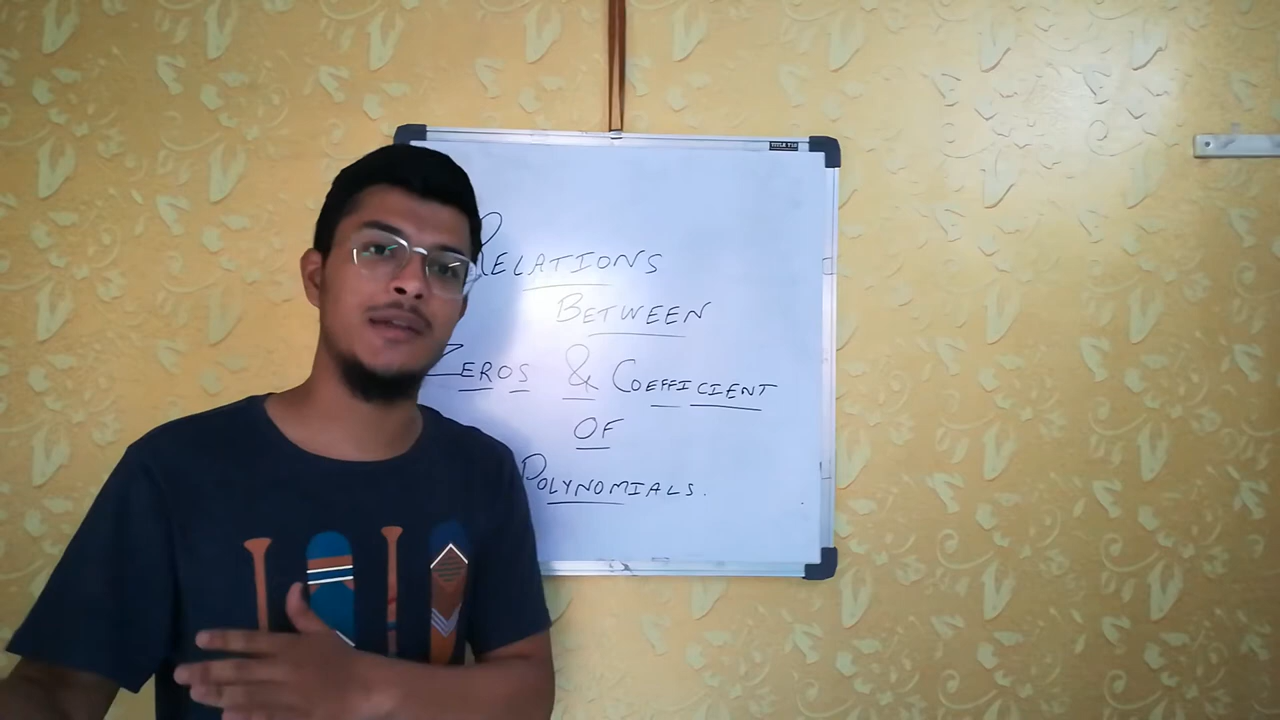 RELATIONS
BETWEEN
ZEROS & COEFFICIENT
OF
POLYNOMIALS.